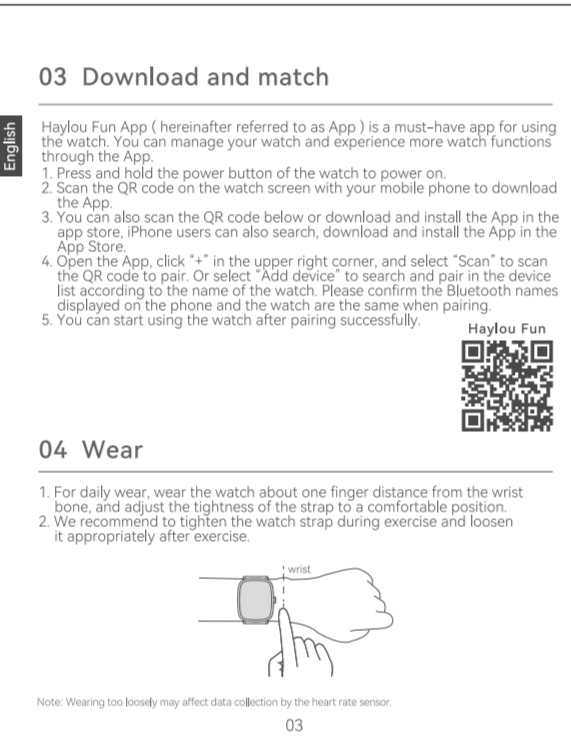 03 Download and match
English
Haylou Fun App ( hereinafter referred to as App ) is a must-have app for using
the watch. You can manage your watch and experience more watch functions
through the App.
1. Press and hold the power button of the watch to power on.
2. Scan the QR code on the watch screen with your mobile phone to download
the App.
3. You can also scan the QR code below or download and install the App in the
app store, iPhone users can also search, download and install the App in the
App Store.
4. Open the App, click "+" in the upper right corner, and select "Scan" to scan
the QR code to pair. Or select "Add device" to search and pair in the device
list according to the name of the watch. Please confirm the Bluetooth names
displayed on the phone and the watch are the same when pairing.
5. You can start using the watch after pairing successfully.
Haylou Fun
04 Wear
1. For daily wear, wear the watch about one finger distance from the wrist
bone, and adjust the tightness of the strap to a comfortable position.
2. We recommend to tighten the watch strap during exercise and loosen
it appropriately after exercise.
wrist
Note: Wearing too loosely may affect data collection by the heart rate sensor.
03